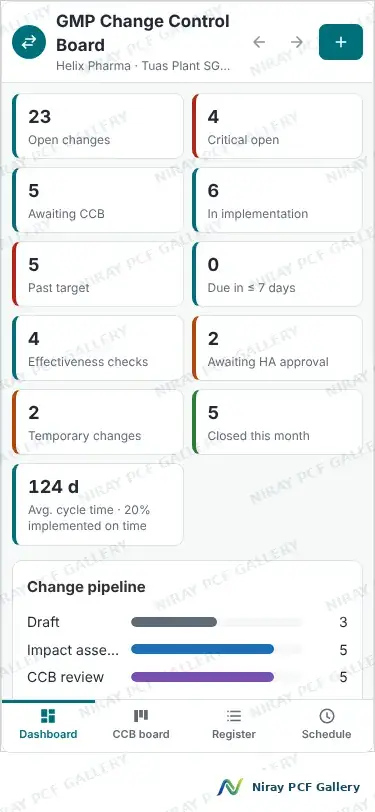 GMP Change Control
Board
Helix Pharma · Tuas Plant SG...
23
Open changes
4
Critical open
5
Awaiting CCB
6
In implementation
5
Past target
0
Due in ≤ 7 days
4
Effectiveness checks
2
Awaiting HA approval
2
Temporary changes
5
Closed this month
124 d
Avg. cycle time · 20%
implemented on time
Change pipeline
Draft 3
Impact asse... 5
CCB review 5
Dashboard CCB board Register Schedule
Niray PCF Gallery
NIRAY PCF GALLERY